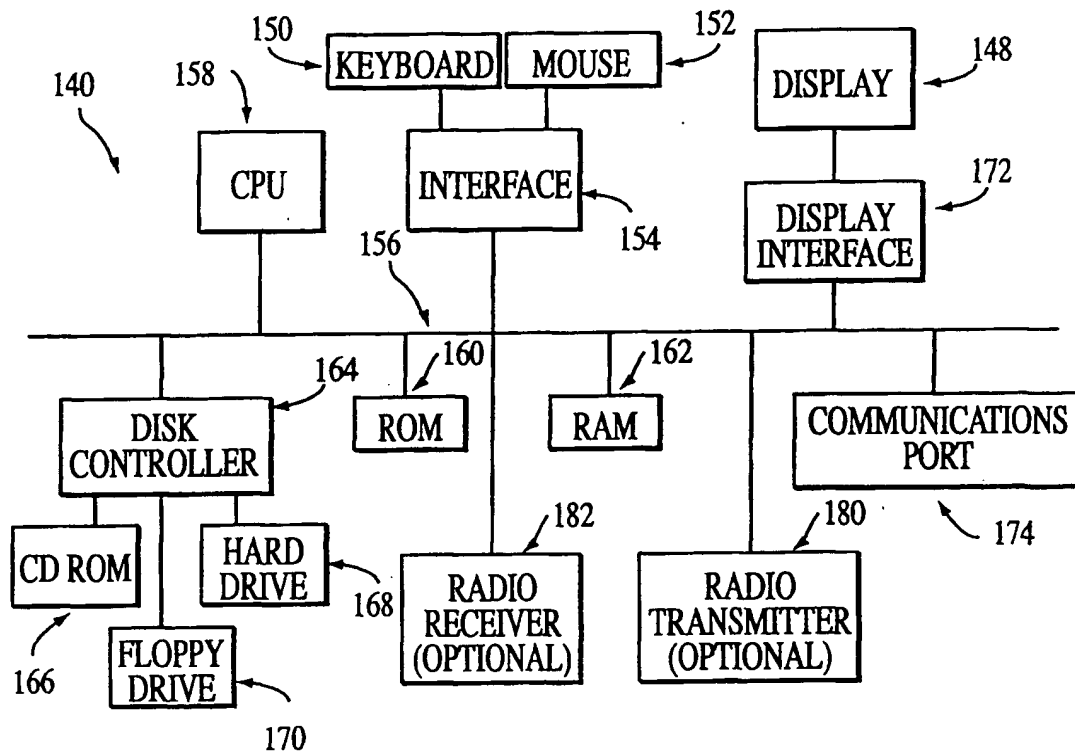 150
KEYBOARD
MOUSE
152
158
140
CPU
INTERFACE
154
DISPLAY
148
172
DISPLAY
INTERFACE
156
164
160
162
DISK
CONTROLLER
ROM
RAM
COMMUNICATIONS
PORT
174
CD ROM
166
HARD
DRIVE
168
FLOPPY
DRIVE
170
182
RADIO
RECEIVER
(OPTIONAL)
180
RADIO
TRANSMITTER
(OPTIONAL)